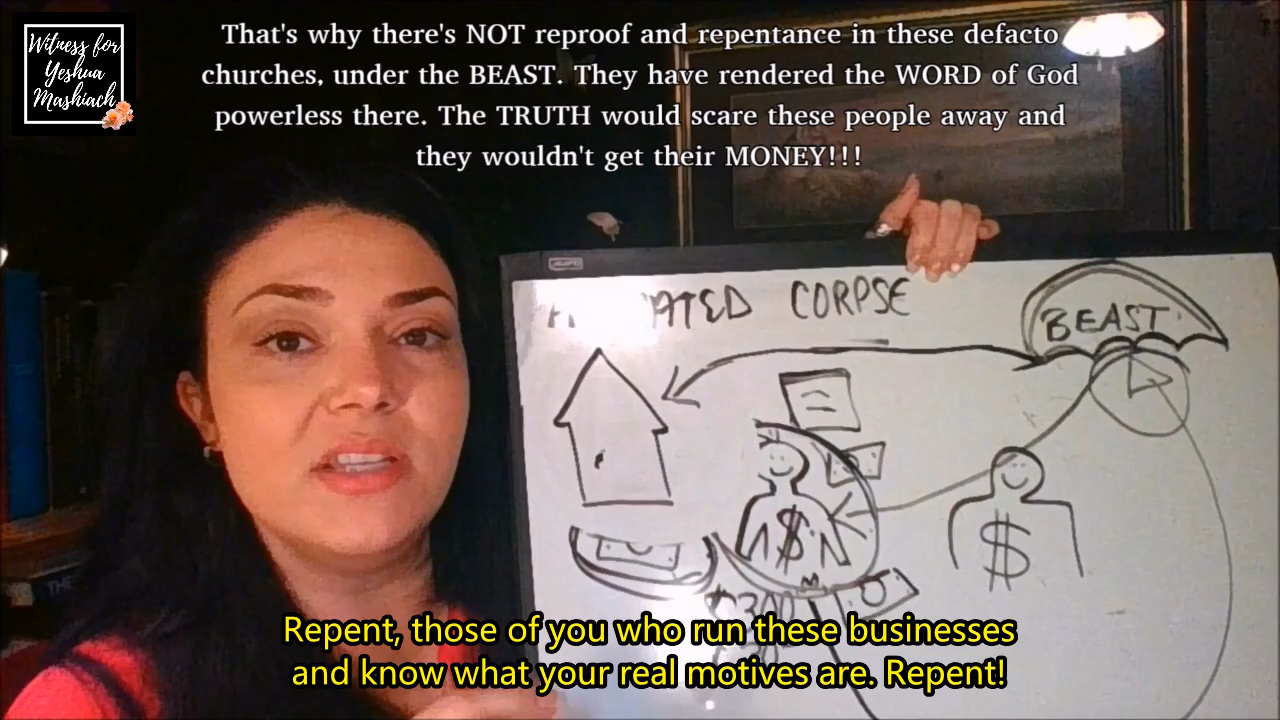 Witness for
Yeshua
Mashiach
That's why there's NOT reproof and repentance in these defacto
churches, under the BEAST. They have rendered the WORD of God
powerless there. The TRUTH would scare these people away and
they wouldn't get their MONEY!!!
ATED CORPSE
BEAST
$
$
Repent, those of you who run these businesses
and know what your real motives are. Repent!